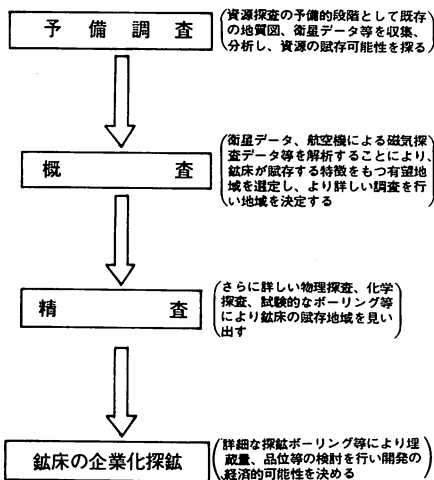 予備調査
資源探査の予備的段階として既存
の地質図、衛星データ等を収集、
分析し、資源の賦存可能性を探る
概査
衛星データ、航空機による磁気探
査データ等を解析することにより、
鉱床が賦存する特徴をもつ有望地
域を選定し、より詳しい調査を行
い地域を決定する
精査
さらに詳しい物理探査、化学
探査、試験的なボーリング等
により鉱床の賦存地域を見い
出す
鉱床の企業化探鉱
詳細な探鉱ボーリング等により埋
蔵量、品位等の検討を行い開発の
経済的可能性を決める